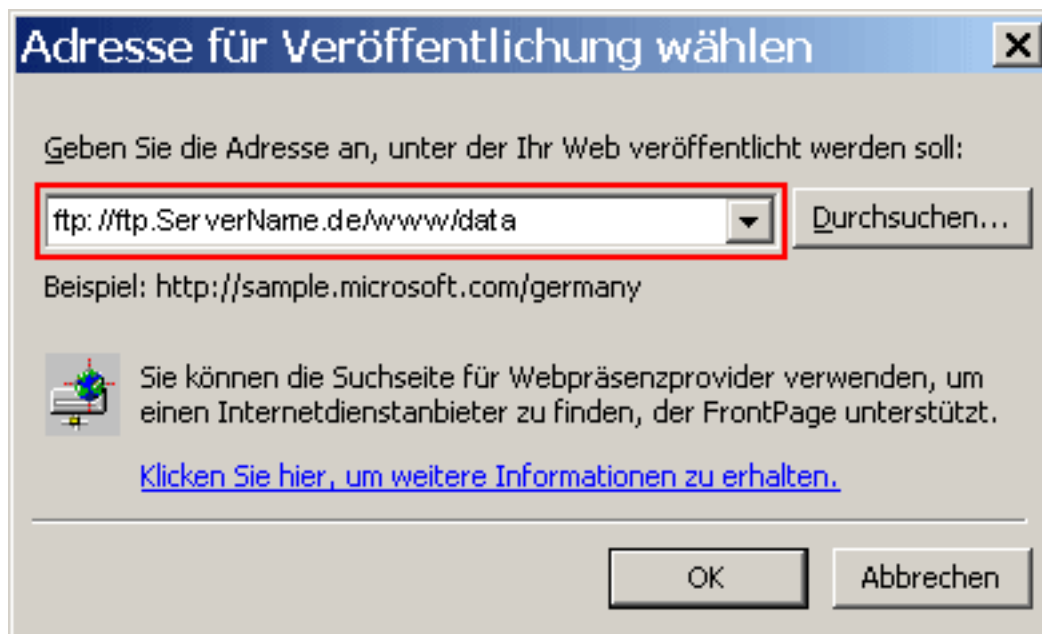 Adresse für Veröffentlichung wählen
Geben Sie die Adresse an, unter der Ihr Web veröffentlicht werden soll:
ftp://ftp.ServerName.de/www/data
Durchsuchen...
Beispiel: http://sample.microsoft.com/germany
Sie können die Suchseite für Webpräsenzprovider verwenden, um
einen Internetdienstanbieter zu finden, der FrontPage unterstützt.
Klicken Sie hier, um weitere Informationen zu erhalten.
OK
Abbrechen